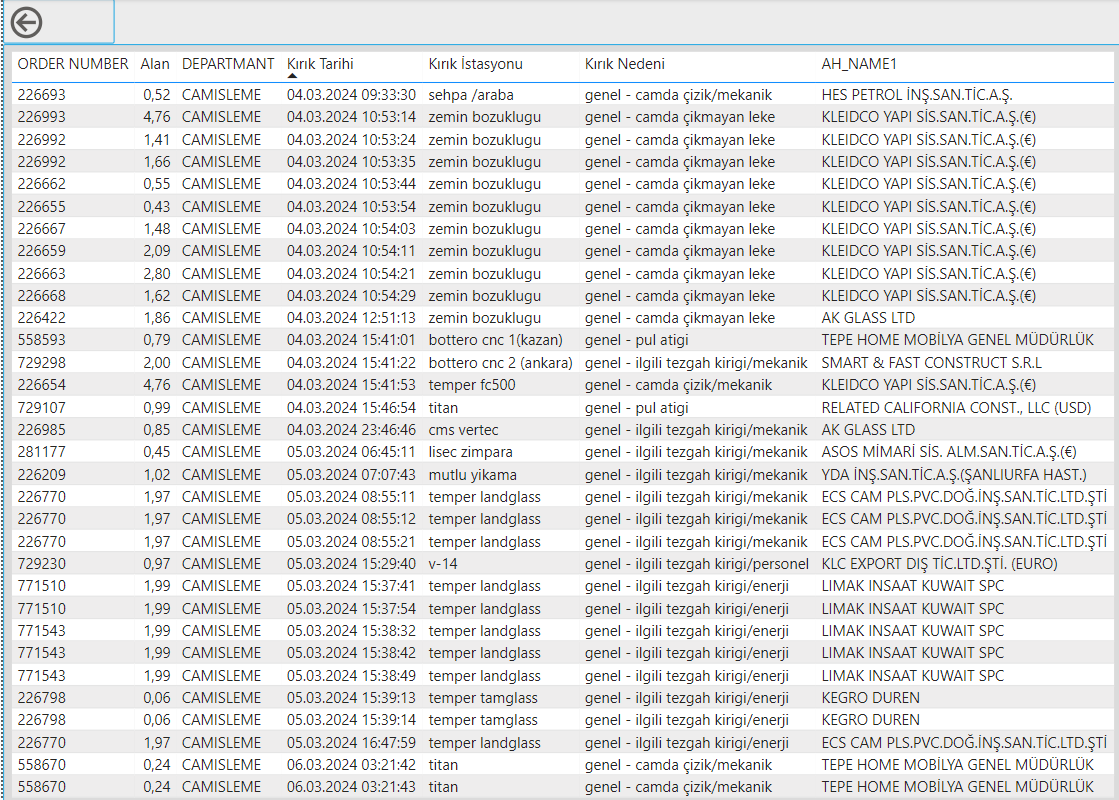 ORDER NUMBER Alan DEPARTMANT Kırık Tarihi Kırık İstasyonu Kırık Nedeni AH_NAME1
226693 0,52 CAMISLEME 04.03.2024 09:33:30 sehpa /araba genel - camda çizik/mekanik HES PETROL İNŞ.SAN.TİC.A.Ş.
226993 4,76 CAMISLEME 04.03.2024 10:53:14 zemin bozuklugu genel - camda çikmayan leke KLEIDCO YAPI SİS.SAN.TİC.A.Ş.(€)
226992 1,41 CAMISLEME 04.03.2024 10:53:24 zemin bozuklugu genel - camda çikmayan leke KLEIDCO YAPI SİS.SAN.TİC.A.Ş.(€)
226992 1,66 CAMISLEME 04.03.2024 10:53:35 zemin bozuklugu genel - camda çikmayan leke KLEIDCO YAPI SİS.SAN.TİC.A.Ş.(€)
226662 0,55 CAMISLEME 04.03.2024 10:53:44 zemin bozuklugu genel - camda çikmayan leke KLEIDCO YAPI SİS.SAN.TİC.A.Ş.(€)
226655 0,43 CAMISLEME 04.03.2024 10:53:54 zemin bozuklugu genel - camda çikmayan leke KLEIDCO YAPI SİS.SAN.TİC.A.Ş.(€)
226667 1,48 CAMISLEME 04.03.2024 10:54:03 zemin bozuklugu genel - camda çikmayan leke KLEIDCO YAPI SİS.SAN.TİC.A.Ş.(€)
226659 2,09 CAMISLEME 04.03.2024 10:54:11 zemin bozuklugu genel - camda çikmayan leke KLEIDCO YAPI SİS.SAN.TİC.A.Ş.(€)
226663 2,80 CAMISLEME 04.03.2024 10:54:21 zemin bozuklugu genel - camda çikmayan leke KLEIDCO YAPI SİS.SAN.TİC.A.Ş.(€)
226668 1,62 CAMISLEME 04.03.2024 10:54:29 zemin bozuklugu genel - camda çikmayan leke KLEIDCO YAPI SİS.SAN.TİC.A.Ş.(€)
226422 1,86 CAMISLEME 04.03.2024 12:51:13 zemin bozuklugu genel - camda çikmayan leke AK GLASS LTD
558593 0,79 CAMISLEME 04.03.2024 15:41:01 bottero cnc 1(kazan) genel - pul atigi TEPE HOME MOBİLYA GENEL MÜDÜRLÜK
729298 2,00 CAMISLEME 04.03.2024 15:41:22 bottero cnc 2 (ankara) genel - ilgili tezgah kirigi/mekanik SMART & FAST CONSTRUCT S.R.L
226654 4,76 CAMISLEME 04.03.2024 15:41:53 temper fc500 genel - camda çizik/mekanik KLEIDCO YAPI SİS.SAN.TİC.A.Ş.(€)
729107 0,99 CAMISLEME 04.03.2024 15:46:54 titan genel - pul atigi RELATED CALIFORNIA CONST., LLC (USD)
226985 0,85 CAMISLEME 04.03.2024 23:46:46 cms vertec genel - ilgili tezgah kirigi/mekanik AK GLASS LTD
281177 0,45 CAMISLEME 05.03.2024 06:45:11 lisec zimpara genel - ilgili tezgah kirigi/mekanik ASOS MİMARİ SİS. ALM.SAN.TİC.A.Ş.(€)
226209 1,02 CAMISLEME 05.03.2024 07:07:43 mutlu yikama genel - ilgili tezgah kirigi/mekanik YDA İNŞ.SAN.TİC.A.Ş.(ŞANLIURFA HAST.)
226770 1,97 CAMISLEME 05.03.2024 08:55:11 temper landglass genel - ilgili tezgah kirigi/mekanik ECS CAM PLS.PVC.DOĞ.İNŞ.SAN.TİC.LTD.ŞTİ
226770 1,97 CAMISLEME 05.03.2024 08:55:12 temper landglass genel - ilgili tezgah kirigi/mekanik ECS CAM PLS.PVC.DOĞ.İNŞ.SAN.TİC.LTD.ŞTİ
226770 1,97 CAMISLEME 05.03.2024 08:55:21 temper landglass genel - ilgili tezgah kirigi/mekanik ECS CAM PLS.PVC.DOĞ.İNŞ.SAN.TİC.LTD.ŞTİ
729230 0,97 CAMISLEME 05.03.2024 15:29:40 v-14 genel - ilgili tezgah kirigi/personel KLC EXPORT DIŞ TİC.LTD.ŞTİ. (EURO)
771510 1,99 CAMISLEME 05.03.2024 15:37:41 temper landglass genel - ilgili tezgah kirigi/enerji LIMAK INSAAT KUWAIT SPC
771510 1,99 CAMISLEME 05.03.2024 15:37:54 temper landglass genel - ilgili tezgah kirigi/enerji LIMAK INSAAT KUWAIT SPC
771543 1,99 CAMISLEME 05.03.2024 15:38:32 temper landglass genel - ilgili tezgah kirigi/enerji LIMAK INSAAT KUWAIT SPC
771543 1,99 CAMISLEME 05.03.2024 15:38:42 temper landglass genel - ilgili tezgah kirigi/enerji LIMAK INSAAT KUWAIT SPC
771543 1,99 CAMISLEME 05.03.2024 15:38:49 temper landglass genel - ilgili tezgah kirigi/enerji LIMAK INSAAT KUWAIT SPC
226798 0,06 CAMISLEME 05.03.2024 15:39:13 temper tamglass genel - ilgili tezgah kirigi/enerji KEGRO DUREN
226798 0,06 CAMISLEME 05.03.2024 15:39:14 temper tamglass genel - ilgili tezgah kirigi/enerji KEGRO DUREN
226770 1,97 CAMISLEME 05.03.2024 16:47:59 temper landglass genel - ilgili tezgah kirigi/enerji ECS CAM PLS.PVC.DOĞ.İNŞ.SAN.TİC.LTD.ŞTİ
558670 0,24 CAMISLEME 06.03.2024 03:21:42 titan genel - camda çizik/mekanik TEPE HOME MOBİLYA GENEL MÜDÜRLÜK
558670 0,24 CAMISLEME 06.03.2024 03:21:43 titan genel - camda çizik/mekanik TEPE HOME MOBİLYA GENEL MÜDÜRLÜK